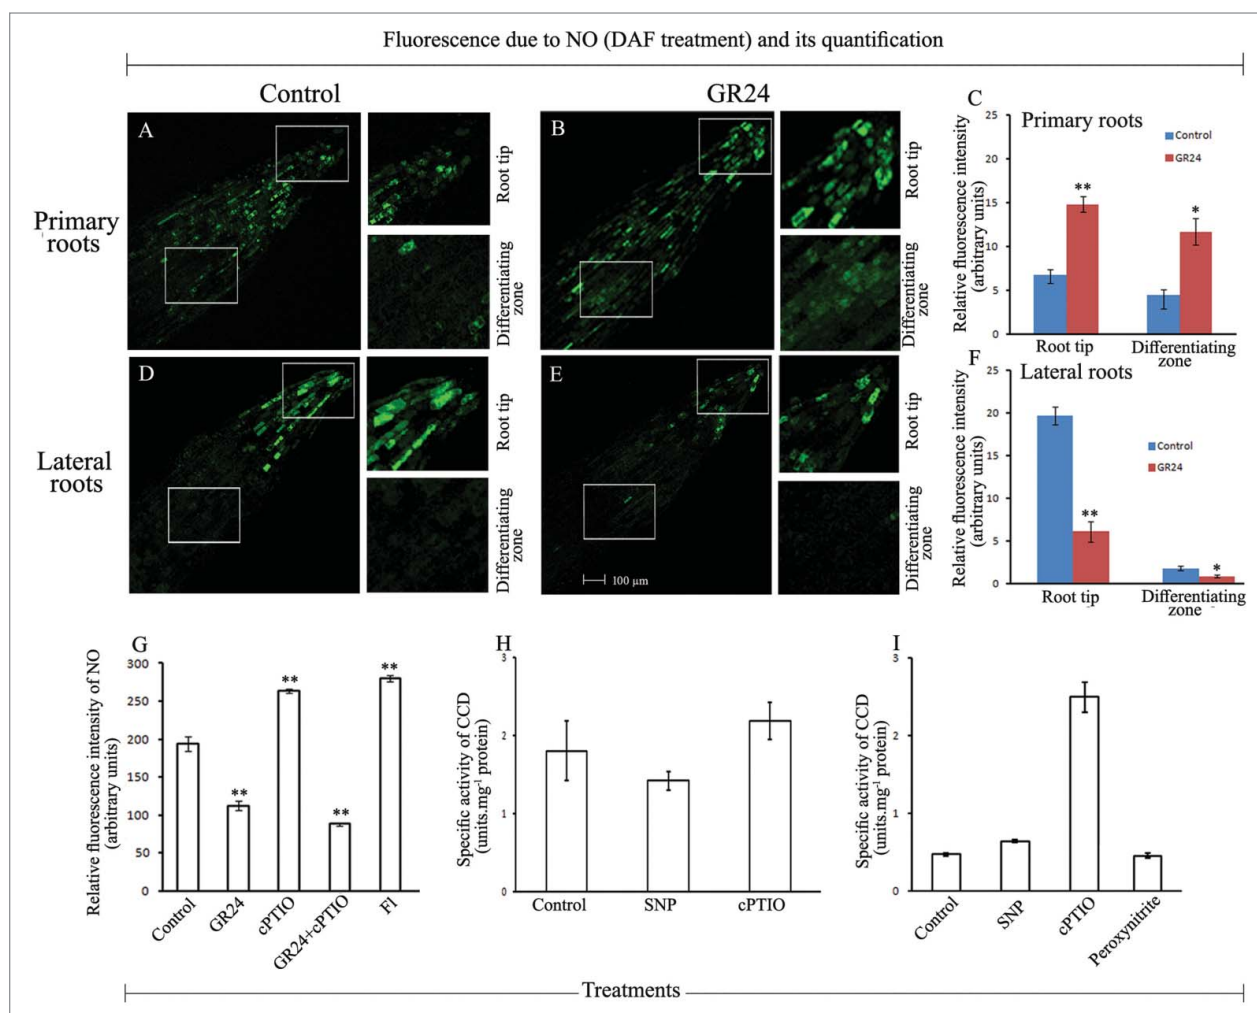 Fluorescence due to NO (DAF treatment) and its quantification
Control
GR24
Primary
roots
Lateral
roots
A
Root tip
Differentiating
zone
B
Root tip
Differentiating
zone
D
Root tip
Differentiating
zone
E
100 µm
Root tip
Differentiating
zone
C
Primary roots
Control
GR24
Relative fluorescence intensity
(arbitrary units)
25
20
15
10
5
0
**
*
Root tip
Differentiating
zone
F
Lateral roots
Control
GR24
Relative fluorescence intensity
(arbitrary units)
25
20
15
10
5
0
**
*
Root tip
Differentiating
zone
G
Relative fluorescence intensity of NO
(arbitrary units)
300
250
200
150
100
50
0
**
**
**
**
Control
GR24
cPTIO
GR24+cPTIO
Fl
H
Specific activity of CCD
(units.mg⁻¹ protein)
3
2
1
0
Control
SNP
cPTIO
I
Specific activity of CCD
(units.mg⁻¹ protein)
3
2
1
0
Control
SNP
cPTIO
Peroxynitrite
Treatments